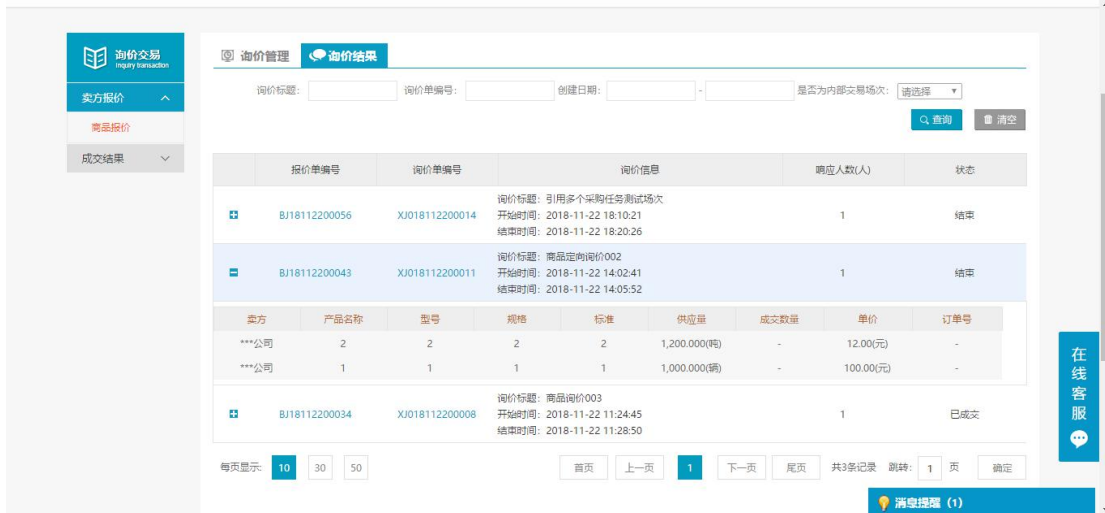 询价交易
Inquiry transaction
卖方报价
商品报价
成交结果
询价管理 询价结果
询价标题: 询价单编号: 创建日期: - 是否为内部交易场次: 请选择
查询 清空
报价单编号 询价单编号 询价信息 响应人数(人) 状态
询价标题: 引用多个采购任务测试场次
BJ18112200056 XJ018112200014 开始时间: 2018-11-22 18:10:21 1 结束
结束时间: 2018-11-22 18:20:26
询价标题: 商品定向询价002
BJ18112200043 XJ018112200011 开始时间: 2018-11-22 14:02:41 1 结束
结束时间: 2018-11-22 14:05:52
卖方 产品名称 型号 规格 标准 供应量 成交数量 单价 订单号
***公司 2 2 2 2 1,200.000(吨) - 12.00(元) -
***公司 1 1 1 1 1,000.000(辆) - 100.00(元) -
询价标题: 商品询价003
BJ18112200034 XJ018112200008 开始时间: 2018-11-22 11:24:45 1 已成交
结束时间: 2018-11-22 11:28:50
每页显示: 10 30 50 首页 上一页 1 下一页 尾页 共3条记录 跳转: 1 页 确定
在线客服
消息提醒（1）